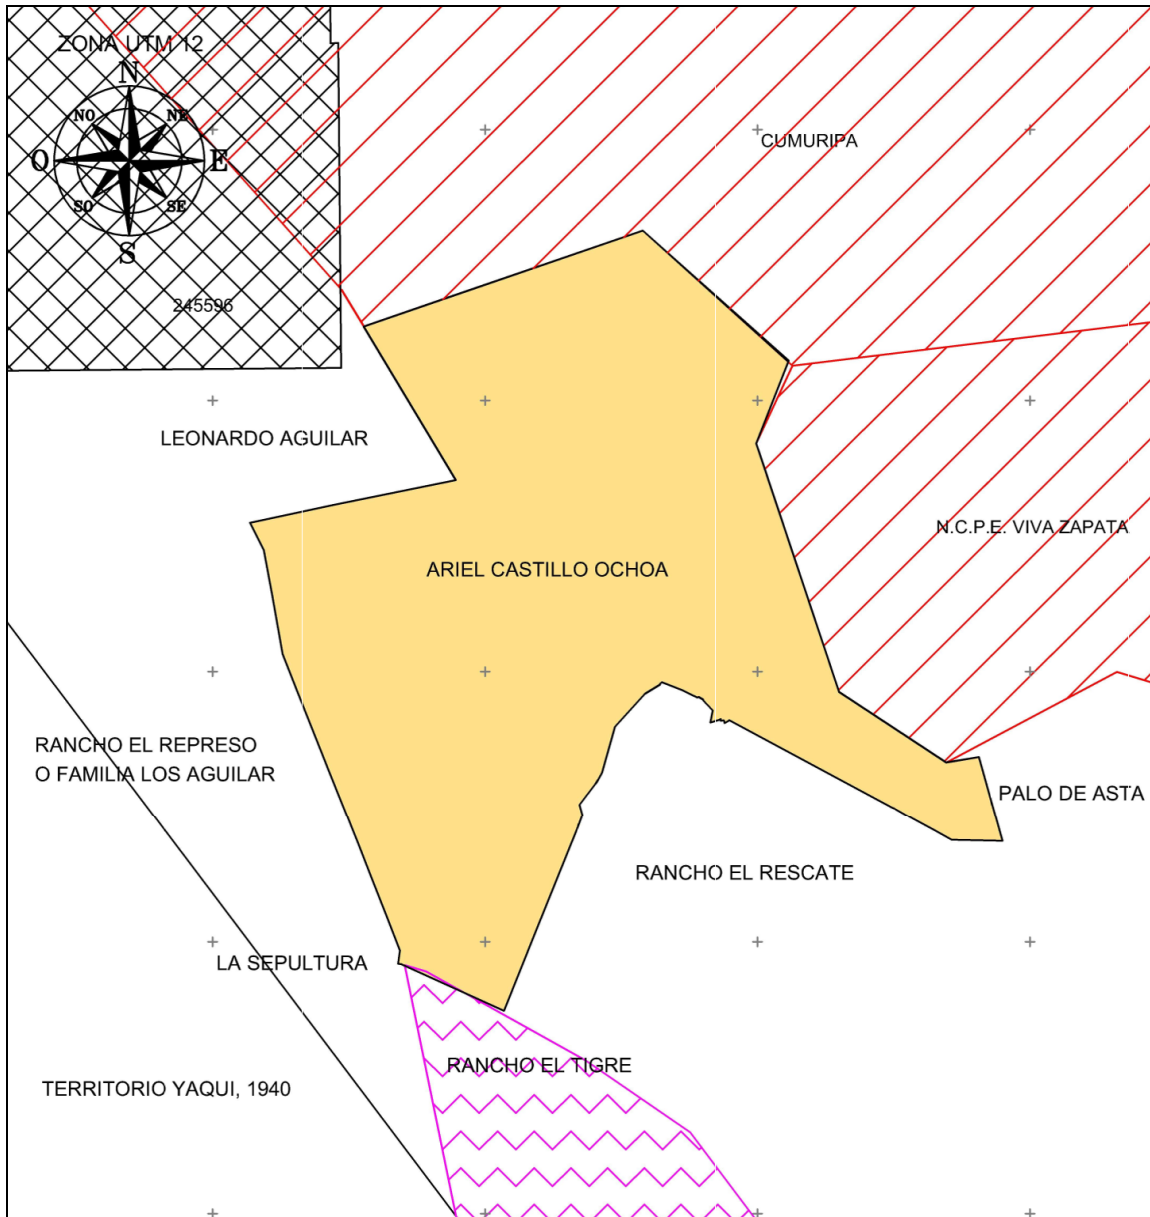 ZONA UTM 12
N
NO
NE
O
E
SO
SE
S
CUMURIPA
245596
LEONARDO AGUILAR
N.C.P.E. VIVA ZAPATA
ARIEL CASTILLO OCHOA
RANCHO EL REPRESO
O FAMILIA LOS AGUILAR
PALO DE ASTA
RANCHO EL RESCATE
LA SEPULTURA
RANCHO EL TIGRE
TERRITORIO YAQUI, 1940